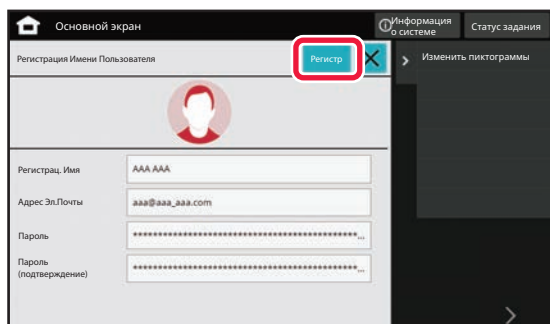 Основной экран
Информация
о системе
Статус задания
Регистрация Имени Пользователя
Регистр
Изменить пиктограммы
Регистрац. Имя
AAA AAA
Адрес Эл.Почты
aaa@aaa_aaa.com
Пароль
************************************************...
Пароль
(подтверждение)
************************************************...